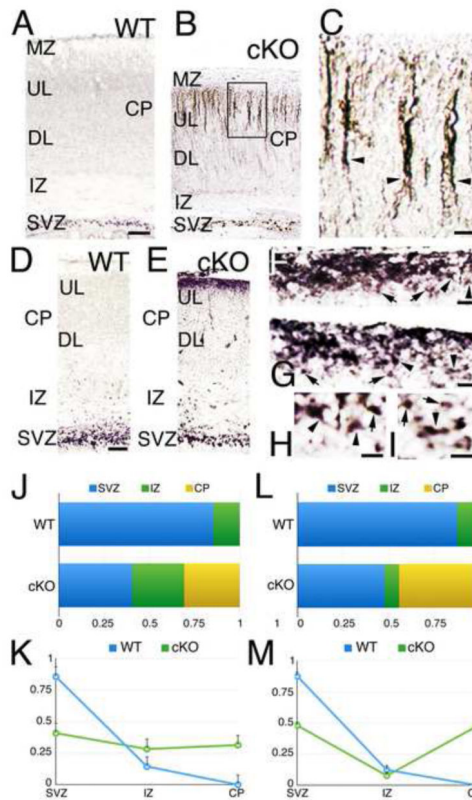 A WT
MZ
UL
CP
DL
IZ
SVZ
B cKO
MZ
UL
CP
DL
IZ
SVZ
C
D WT
UL
CP
DL
IZ
SVZ
E cKO
UL
CP
DL
IZ
SVZ
G
H
I
J
SVZ IZ CP
WT
cKO
0 0.25 0.5 0.75 1
L
SVZ IZ CP
WT
cKO
0 0.25 0.5 0.75
K
WT cKO
1
0.75
0.5
0.25
0
SVZ IZ CP
M
WT cKO
1
0.75
0.5
0.25
0
SVZ IZ